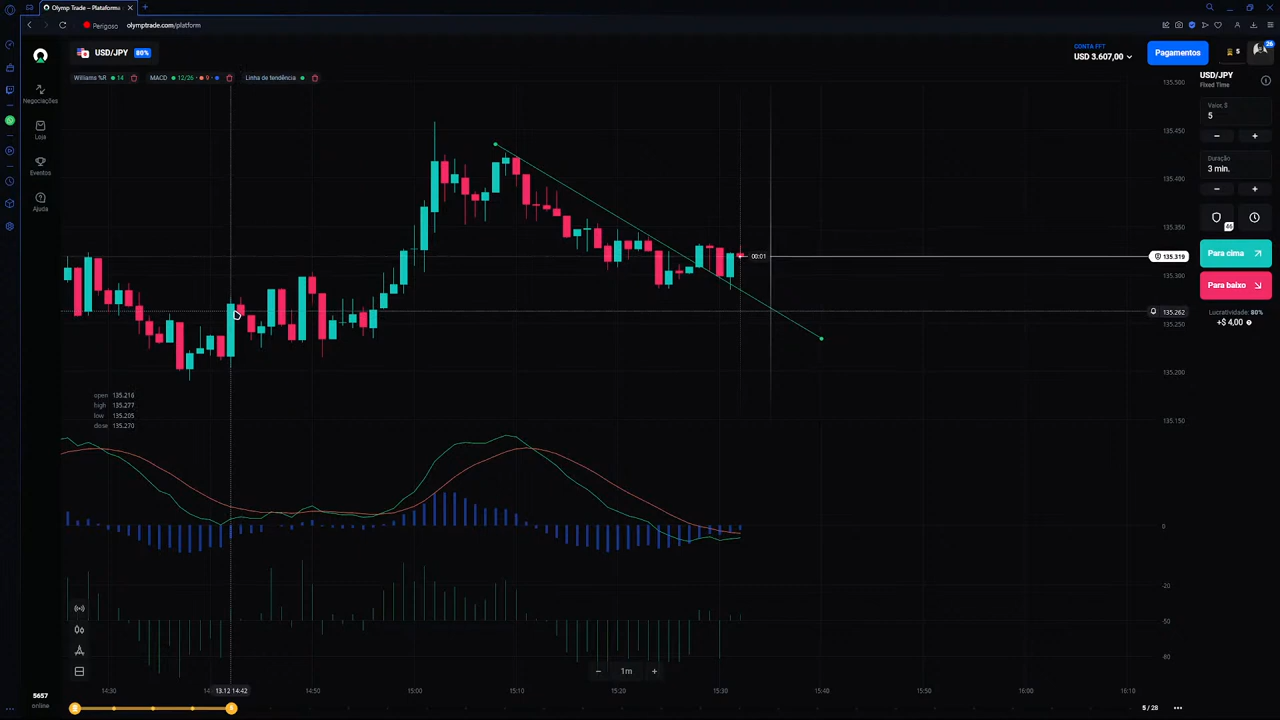 Olymp Trade – Plataforma
Perigoso
olymptrade.com/platform
USD/JPY
80%
CONTA FFT
USD 3.607,00
Pagamentos
5
26
Williams %R
14
MACD
12/26
9
Linha de tendência
Negociações
Loja
Eventos
Ajuda
USD/JPY
Fixed Time
Valor, $
5
Duração
3 min.
46
Para cima
Para baixo
Lucratividade: 80%
+$ 4,00
135.500
135.450
135.400
135.350
135.319
135.300
135.262
135.250
135.200
135.150
00:01
open 135.216
high 135.277
low 135.205
close 135.270
0
-20
-50
-80
1m
14:30
13.12 14:42
14:50
15:00
15:10
15:20
15:30
15:40
15:50
16:00
16:10
5657
online
5
5 / 28